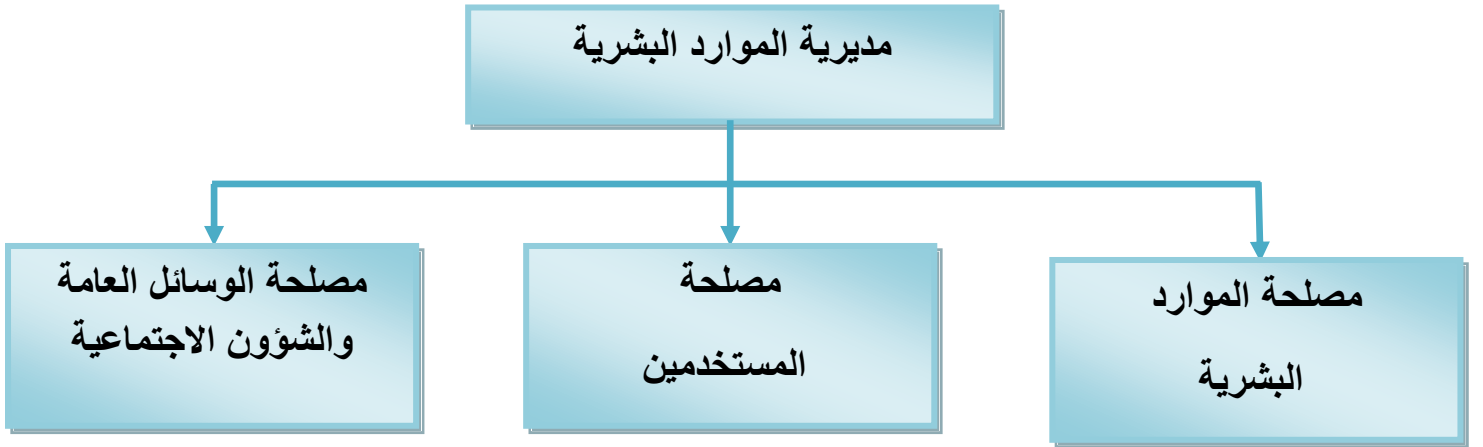 مديرية الموارد البشرية
مصلحة الموارد
البشرية
مصلحة
المستخدمين
مصلحة الوسائل العامة
والشؤون الاجتماعية